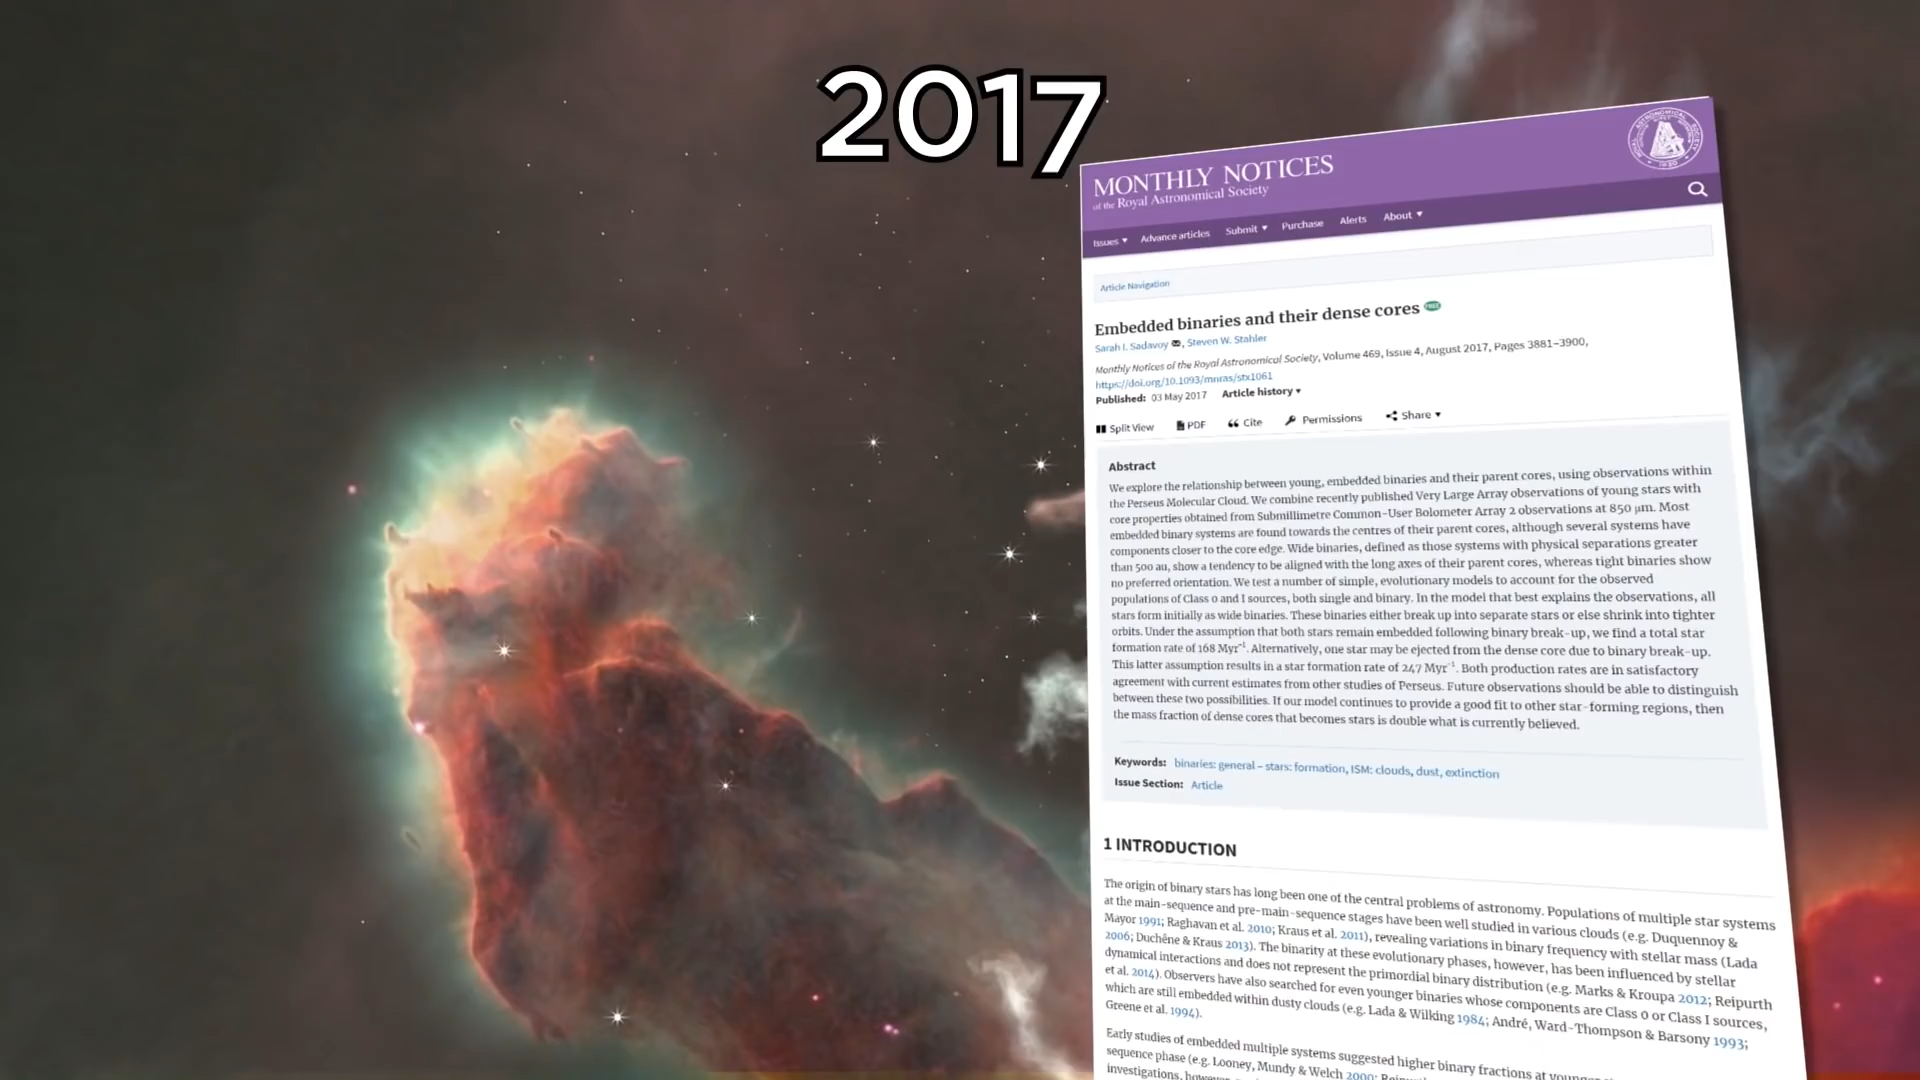 2017
MONTHLY NOTICES
of the Royal Astronomical Society
Issues ▾ Advance articles Submit ▾ Purchase Alerts About ▾
Article Navigation
Embedded binaries and their dense cores FREE
Sarah I. Sadavoy, Steven W. Stahler
Monthly Notices of the Royal Astronomical Society, Volume 469, Issue 4, August 2017, Pages 3881–3900,
https://doi.org/10.1093/mnras/stx1061
Published: 03 May 2017 Article history ▾
Split View PDF Cite Permissions Share ▾
Abstract
We explore the relationship between young, embedded binaries and their parent cores, using observations within
the Perseus Molecular Cloud. We combine recently published Very Large Array observations of young stars with
core properties obtained from Submillimetre Common-User Bolometer Array 2 observations at 850 μm. Most
embedded binary systems are found towards the centres of their parent cores, although several systems have
components closer to the core edge. Wide binaries, defined as those systems with physical separations greater
than 500 au, show a tendency to be aligned with the long axes of their parent cores, whereas tight binaries show
no preferred orientation. We test a number of simple, evolutionary models to account for the observed
populations of Class 0 and I sources, both single and binary. In the model that best explains the observations, all
stars form initially as wide binaries. These binaries either break up into separate stars or else shrink into tighter
orbits. Under the assumption that both stars remain embedded following binary break-up, we find a total star
formation rate of 168 Myr⁻¹. Alternatively, one star may be ejected from the dense core due to binary break-up.
This latter assumption results in a star formation rate of 247 Myr⁻¹. Both production rates are in satisfactory
agreement with current estimates from other studies of Perseus. Future observations should be able to distinguish
between these two possibilities. If our model continues to provide a good fit to other star-forming regions, then
the mass fraction of dense cores that becomes stars is double what is currently believed.
Keywords: binaries: general – stars: formation, ISM: clouds, dust, extinction
Issue Section: Article
1 INTRODUCTION
The origin of binary stars has long been one of the central problems of astronomy. Populations of multiple star systems
at the main-sequence and pre-main-sequence stages have been well studied in various clouds (e.g. Duquennoy &
Mayor 1991; Raghavan et al. 2010; Kraus et al. 2011), revealing variations in binary frequency with stellar mass (Lada
2006; Duchêne & Kraus 2013). The binarity at these evolutionary phases, however, has been influenced by stellar
dynamical interactions and does not represent the primordial binary distribution (e.g. Marks & Kroupa 2012; Reipurth
et al. 2014). Observers have also searched for even younger binaries whose components are Class 0 or Class I sources,
which are still embedded within dusty clouds (e.g. Lada & Wilking 1984; André, Ward-Thompson & Barsony 1993;
Greene et al. 1994).
Early studies of embedded multiple systems suggested higher binary fractions at
sequence phase (e.g. Looney, Mundy & Welch 2000;
investigations,